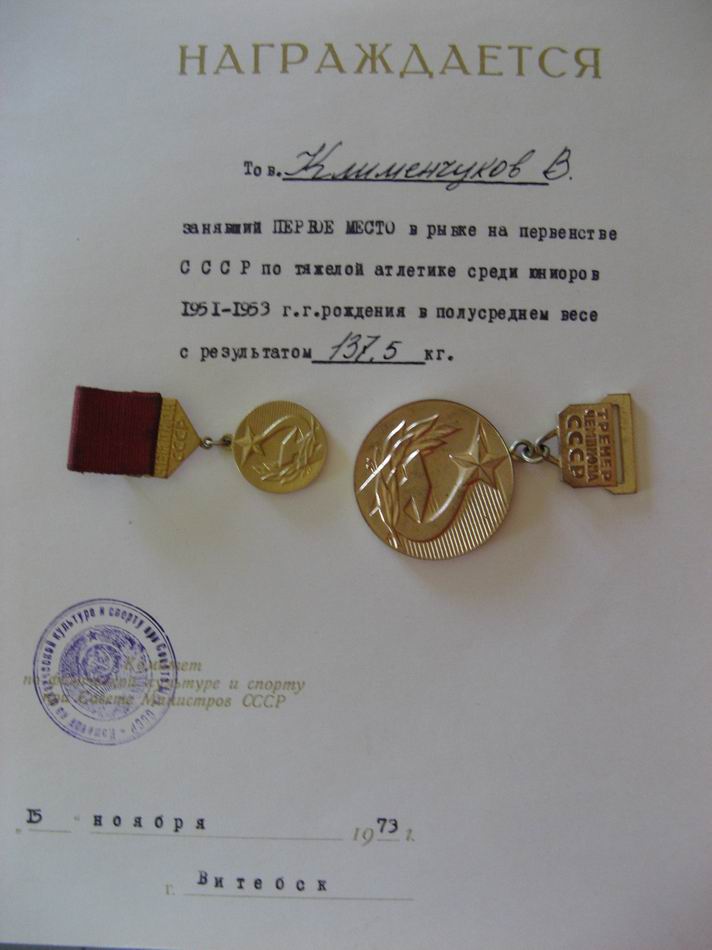 НАГРАЖДАЕТСЯ
Тов. Клименчуков В.
занявший ПЕРВОЕ МЕСТО в рывке на первенстве
С С С Р по тяжелой атлетике среди юниоров
1951-1953 г.г.рождения в полусреднем весе
с результатом 137,5 кг.
СССР
ТРЕНЕР
ЧЕМПИОНА
СССР
Комитет
по физической культуре и спорту
при Совете Министров СССР
„15 “ ноября 1973 г.
г. Витебск